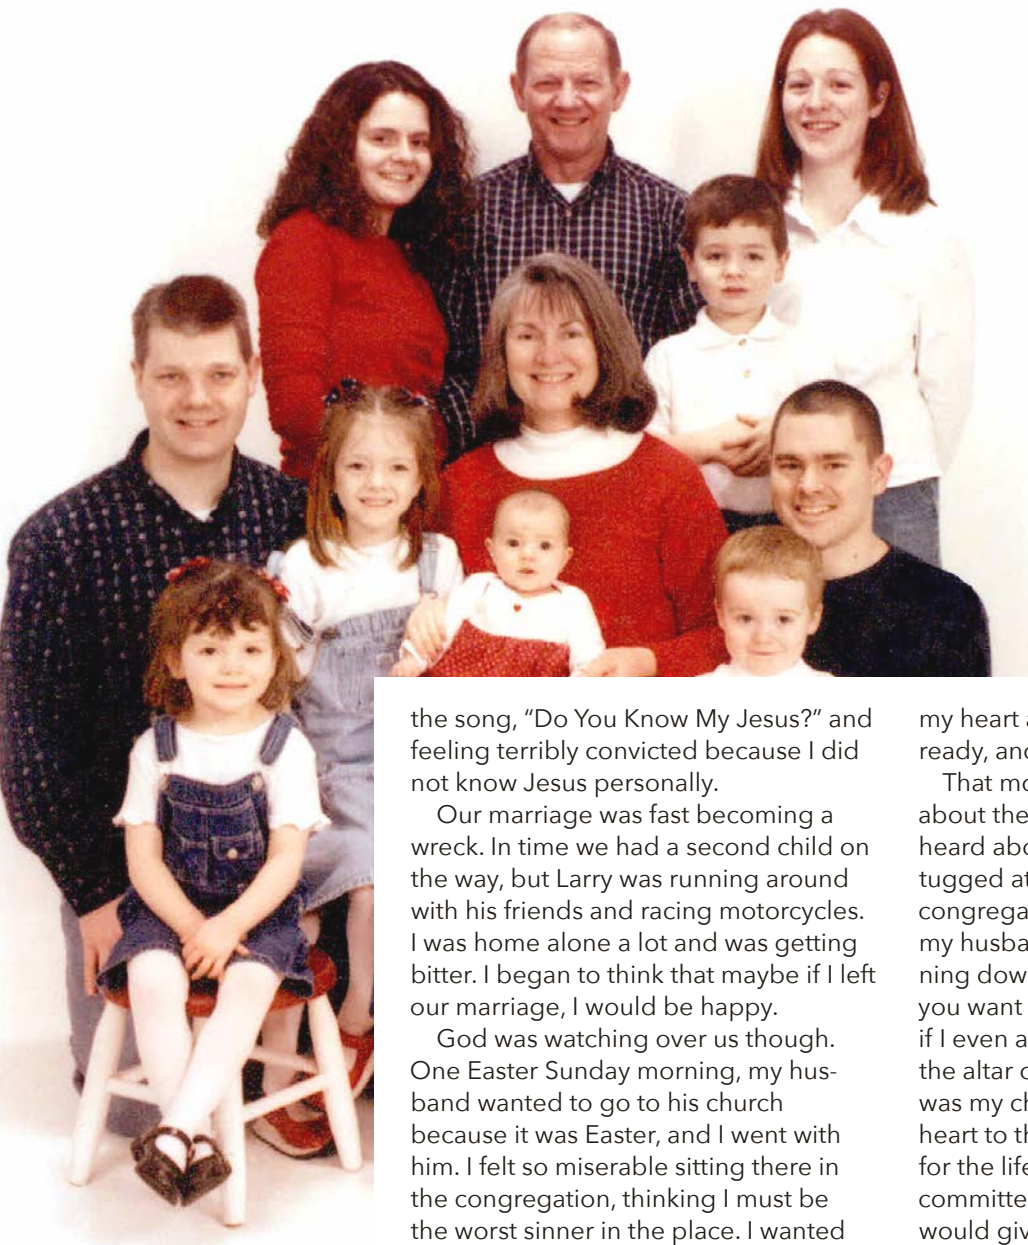 the song, “Do You Know My Jesus?” and
feeling terribly convicted because I did
not know Jesus personally.
Our marriage was fast becoming a
wreck. In time we had a second child on
the way, but Larry was running around
with his friends and racing motorcycles.
I was home alone a lot and was getting
bitter. I began to think that maybe if I left
our marriage, I would be happy.
God was watching over us though.
One Easter Sunday morning, my hus-
band wanted to go to his church
because it was Easter, and I went with
him. I felt so miserable sitting there in
the congregation, thinking I must be
the worst sinner in the place. I wanted
my heart
ready, and
That
about the
heard
tugged at
congrega
my husba
ning dow
you want
if I even a
the altar
was my
heart to
for the life
committe
would